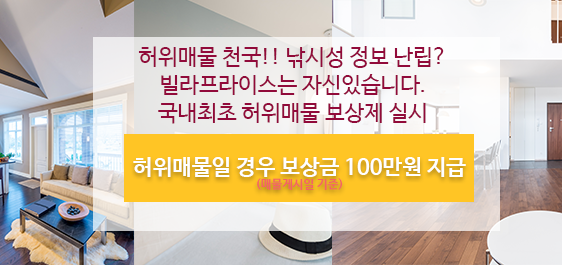 허위매물 천국!! 낚시성 정보 난립?
빌라프라이스는 자신있습니다.
국내최초 허위매물 보상제 실시
허위매물일 경우 보상금 100만원 지급
(매물게시일 기준)